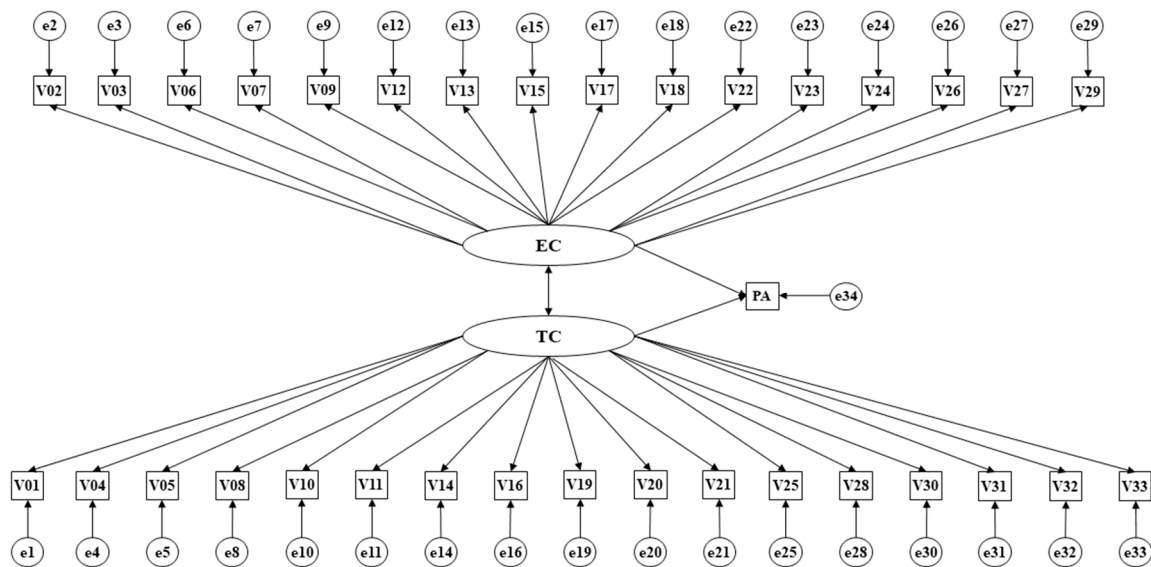 e2 e3 e6 e7 e9 e12 e13 e15 e17 e18 e22 e23 e24 e26 e27 e29
V02 V03 V06 V07 V09 V12 V13 V15 V17 V18 V22 V23 V24 V26 V27 V29
EC
PA e34
TC
V01 V04 V05 V08 V10 V11 V14 V16 V19 V20 V21 V25 V28 V30 V31 V32 V33
e1 e4 e5 e8 e10 e11 e14 e16 e19 e20 e21 e25 e28 e30 e31 e32 e33